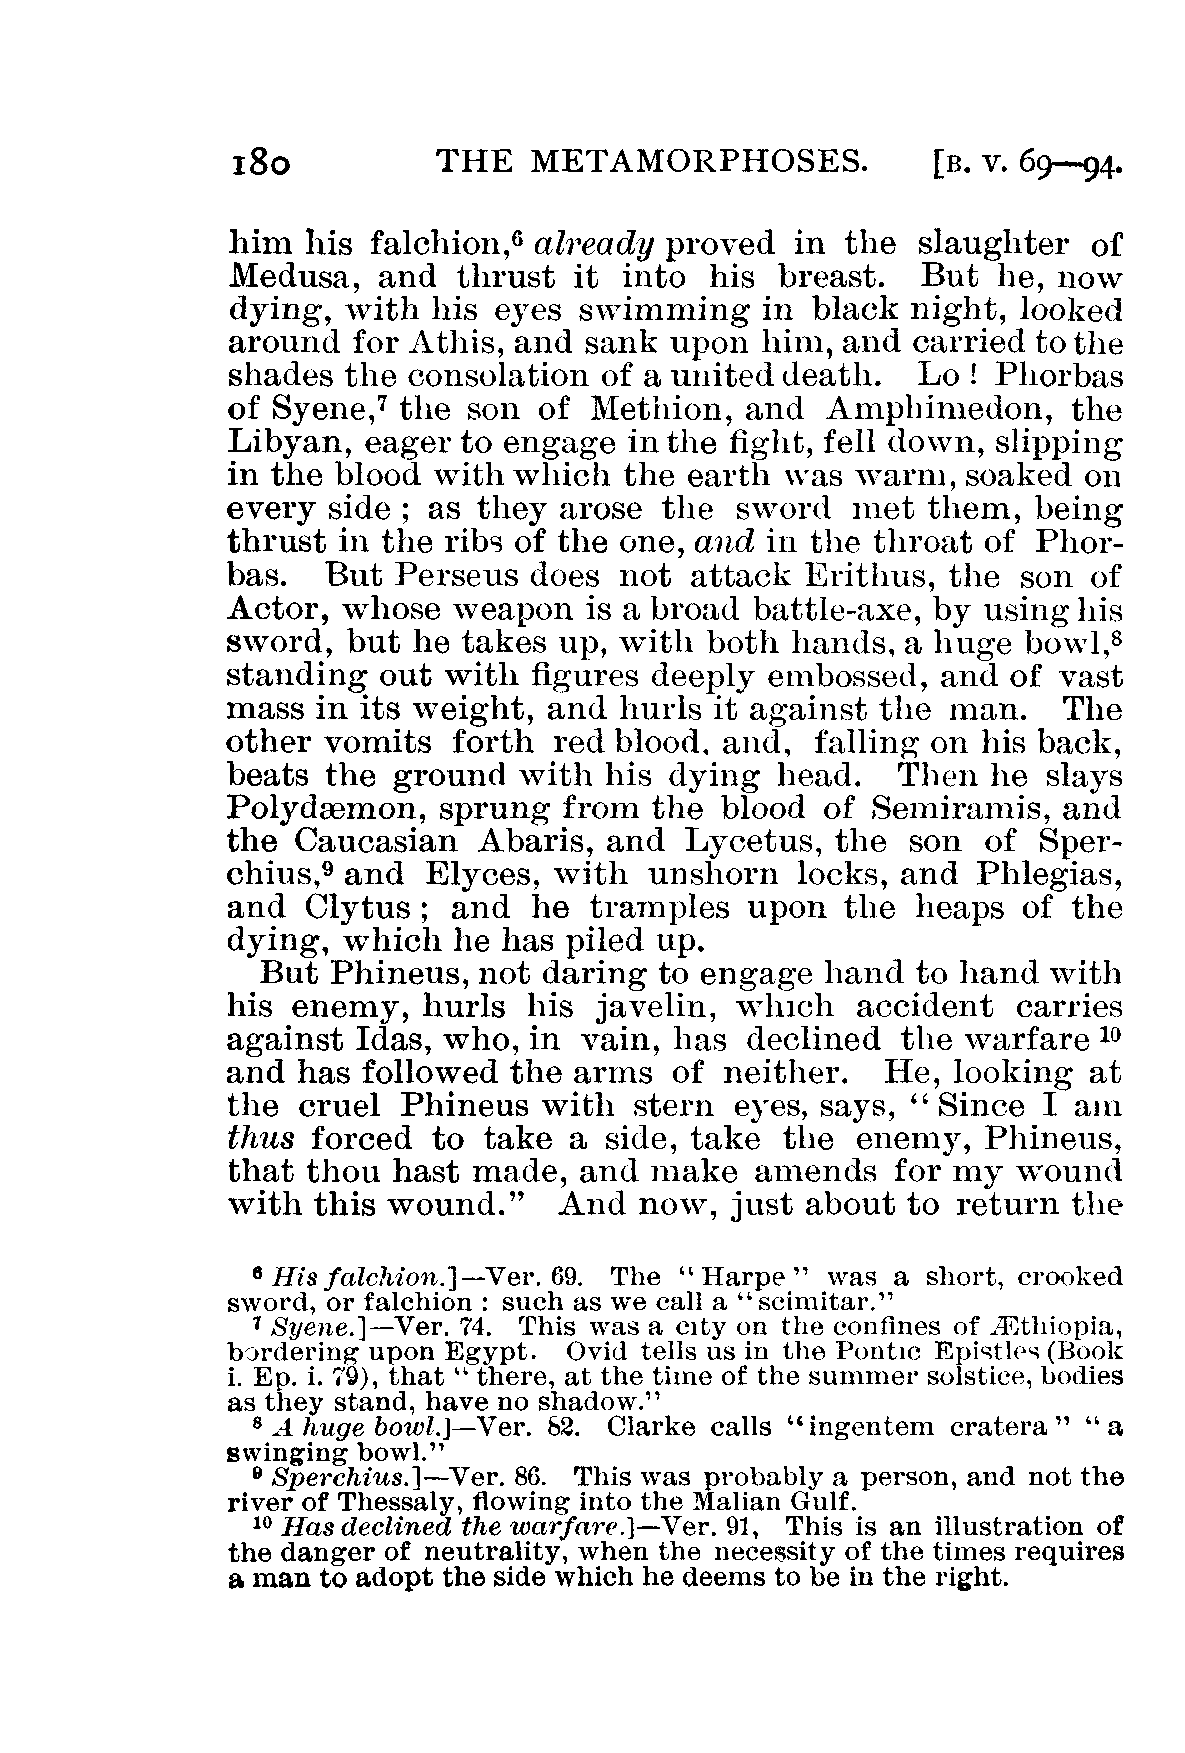 180 THE METAMORPHOSES. [B. V. 69—94.
him his falchion,⁶ already proved in the slaughter of
Medusa, and thrust it into his breast. But he, now
dying, with his eyes swimming in black night, looked
around for Athis, and sank upon him, and carried to the
shades the consolation of a united death. Lo! Phorbas
of Syene,⁷ the son of Methion, and Amphimedon, the
Libyan, eager to engage in the fight, fell down, slipping
in the blood with which the earth was warm, soaked on
every side; as they arose the sword met them, being
thrust in the ribs of the one, and in the throat of Phor-
bas. But Perseus does not attack Erithus, the son of
Actor, whose weapon is a broad battle-axe, by using his
sword, but he takes up, with both hands, a huge bowl,⁸
standing out with figures deeply embossed, and of vast
mass in its weight, and hurls it against the man. The
other vomits forth red blood, and, falling on his back,
beats the ground with his dying head. Then he slays
Polydæmon, sprung from the blood of Semiramis, and
the Caucasian Abaris, and Lycetus, the son of Sper-
chius,⁹ and Elyces, with unshorn locks, and Phlegias,
and Clytus; and he tramples upon the heaps of the
dying, which he has piled up.
But Phineus, not daring to engage hand to hand with
his enemy, hurls his javelin, which accident carries
against Idas, who, in vain, has declined the warfare ¹⁰
and has followed the arms of neither. He, looking at
the cruel Phineus with stern eyes, says, “Since I am
thus forced to take a side, take the enemy, Phineus,
that thou hast made, and make amends for my wound
with this wound.” And now, just about to return the
⁶ His falchion.]—Ver. 69. The “Harpe” was a short, crooked
sword, or falchion: such as we call a “scimitar.”
⁷ Syene.]—Ver. 74. This was a city on the confines of Æthiopia,
bordering upon Egypt. Ovid tells us in the Pontic Epistles (Book
i. Ep. i. 79), that “there, at the time of the summer solstice, bodies
as they stand, have no shadow.”
⁸ A huge bowl.]—Ver. 82. Clarke calls “ingentem cratera” “a
swinging bowl.”
⁹ Sperchius.]—Ver. 86. This was probably a person, and not the
river of Thessaly, flowing into the Malian Gulf.
¹⁰ Has declined the warfare.]—Ver. 91, This is an illustration of
the danger of neutrality, when the necessity of the times requires
a man to adopt the side which he deems to be in the right.